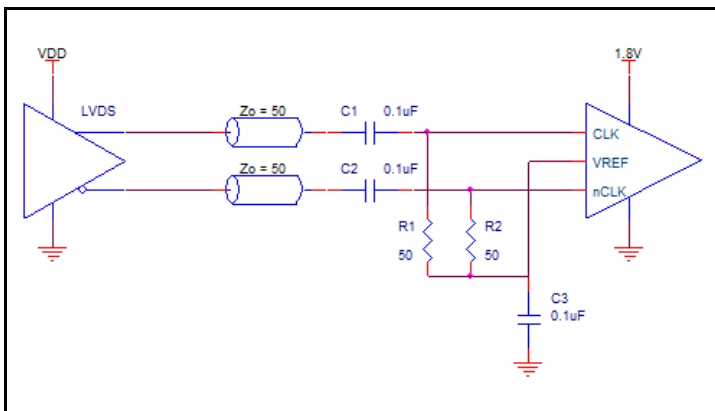 VDD
1.8V
LVDS
Zo = 50
C1
0.1uF
CLK
VREF
Zo = 50
C2
0.1uF
nCLK
R1
R2
50
50
C3
0.1uF